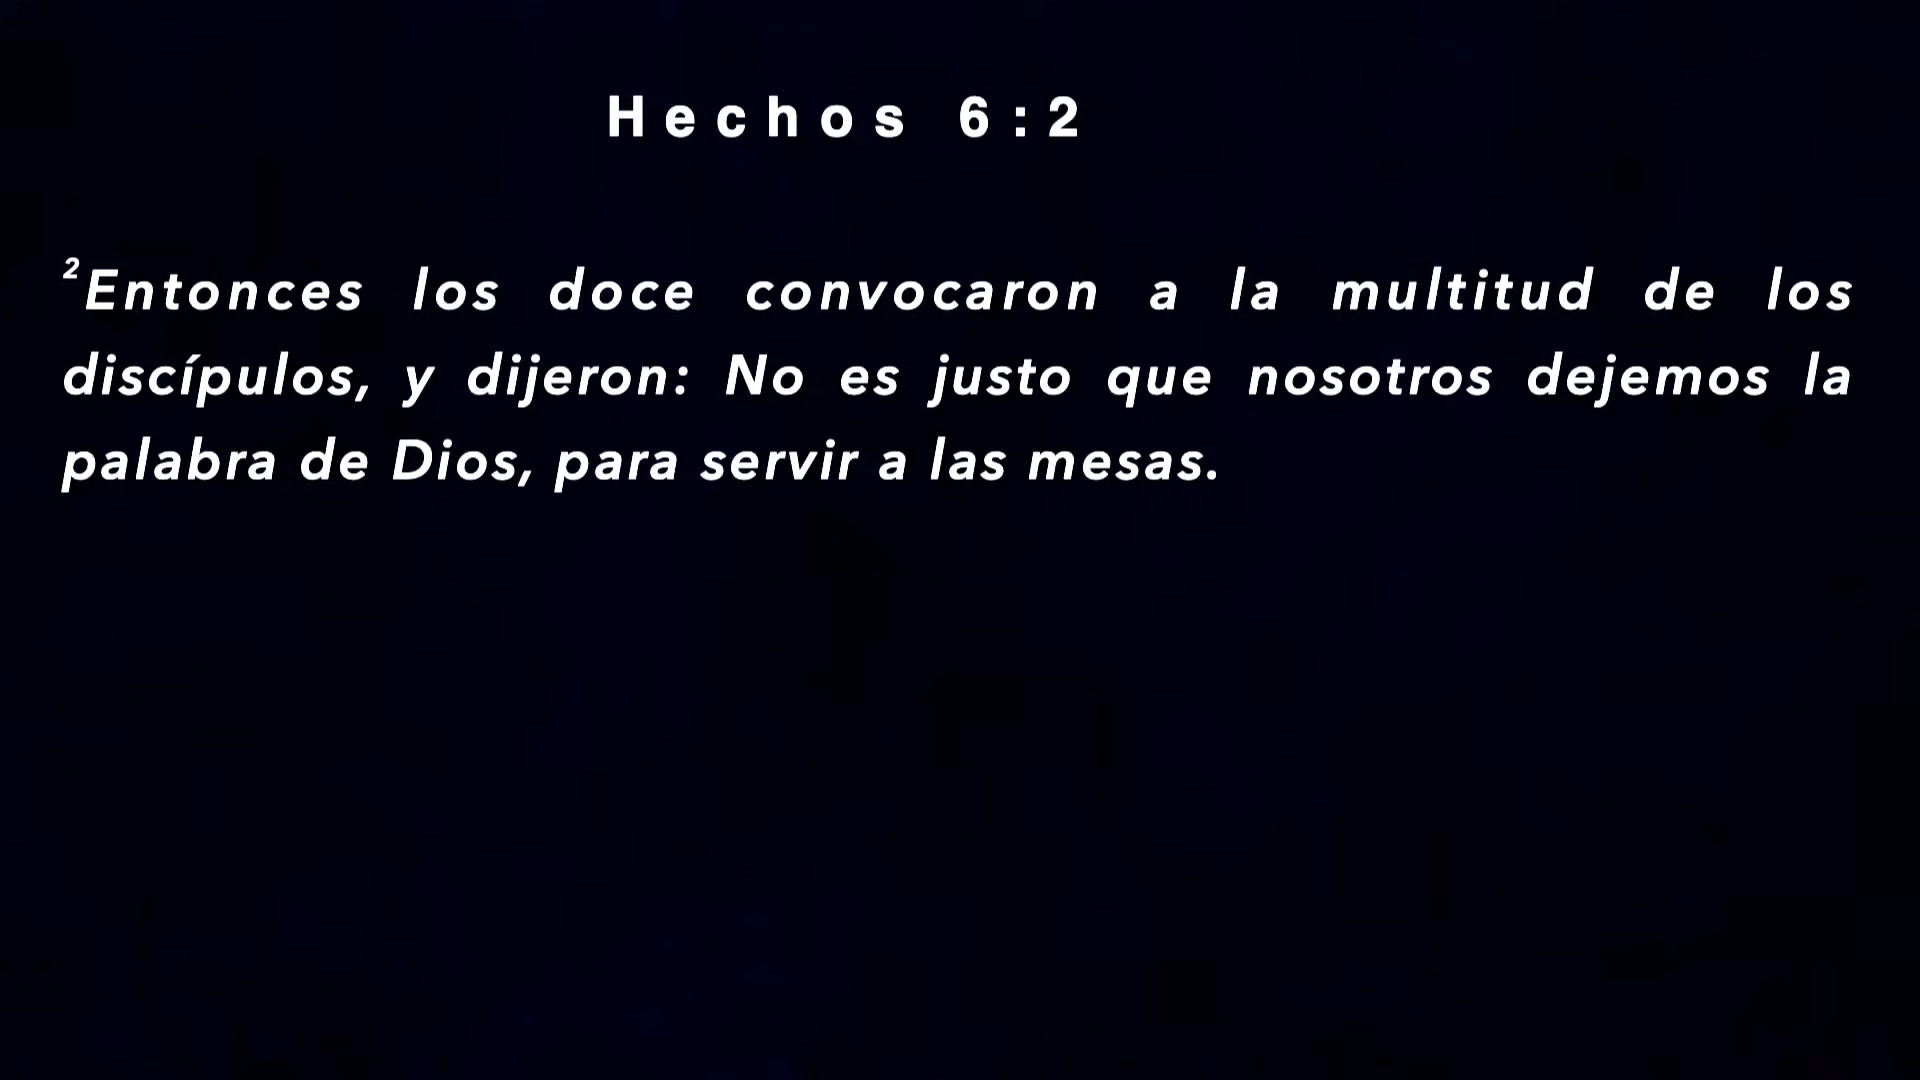 Hechos 6:2
²Entonces los doce convocaron a la multitud de los
discípulos, y dijeron: No es justo que nosotros dejemos la
palabra de Dios, para servir a las mesas.